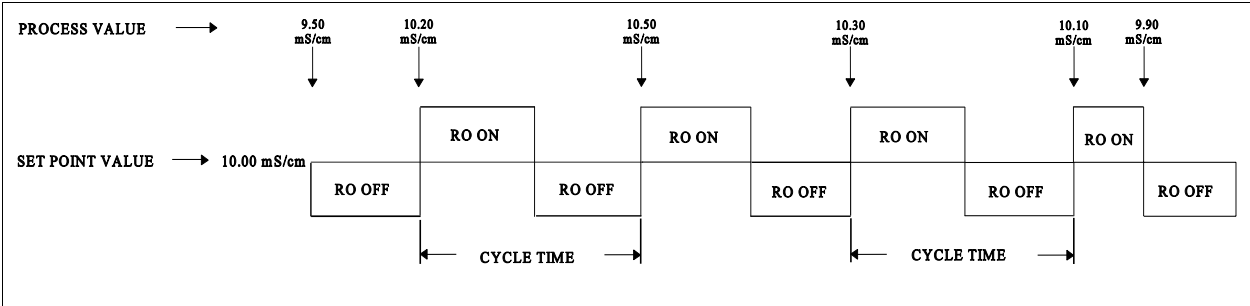 PROCESS VALUE
9.50
mS/cm
10.20
mS/cm
10.50
mS/cm
10.30
mS/cm
10.10
mS/cm
9.90
mS/cm
RO ON
RO ON
RO ON
RO ON
SET POINT VALUE
10.00 mS/cm
RO OFF
RO OFF
RO OFF
RO OFF
RO OFF
CYCLE TIME
CYCLE TIME